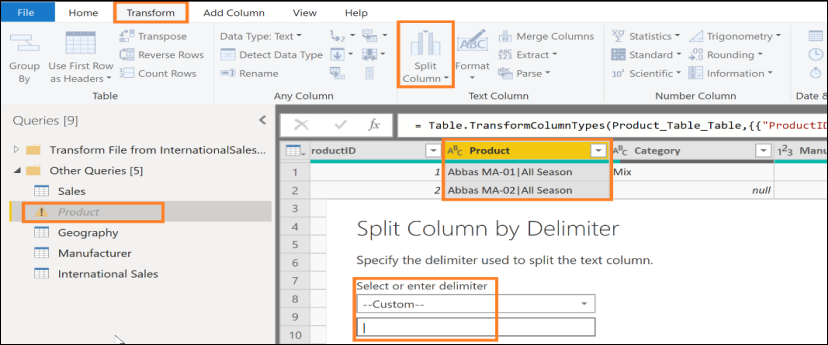 File Home Transform Add Column View Help
Group By
Use First Row as Headers
Transpose
Reverse Rows
Count Rows
Table
Data Type: Text
Detect Data Type
Rename
Any Column
Split Column
Format
ABC
Merge Columns
Extract
Parse
Text Column
Statistics
Standard
Scientific
Trigonometry
Rounding
Information
Number Column
Date &
Queries [9]
Transform File from InternationalSales...
Other Queries [5]
Sales
Product
Geography
Manufacturer
International Sales
fx = Table.TransformColumnTypes(Product_Table_Table,{{"ProductID
roductID ABC Product ABC Category 123 Manu
1 1 Abbas MA-01|All Season Mix
2 2 Abbas MA-02|All Season null
3
4
5
6
7
8
9
10
Split Column by Delimiter
Specify the delimiter used to split the text column.
Select or enter delimiter
--Custom--
|